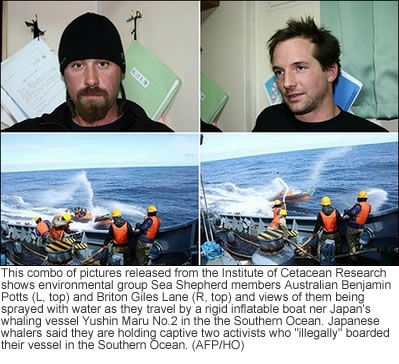 This combo of pictures released from the Institute of Cetacean Research
shows environmental group Sea Shepherd members Australian Benjamin
Potts (L, top) and Briton Giles Lane (R, top) and views of them being
sprayed with water as they travel by a rigid inflatable boat ner Japan's
whaling vessel Yushin Maru No.2 in the the Southern Ocean. Japanese
whalers said they are holding captive two activists who "illegally" boarded
their vessel in the Southern Ocean. (AFP/HO)